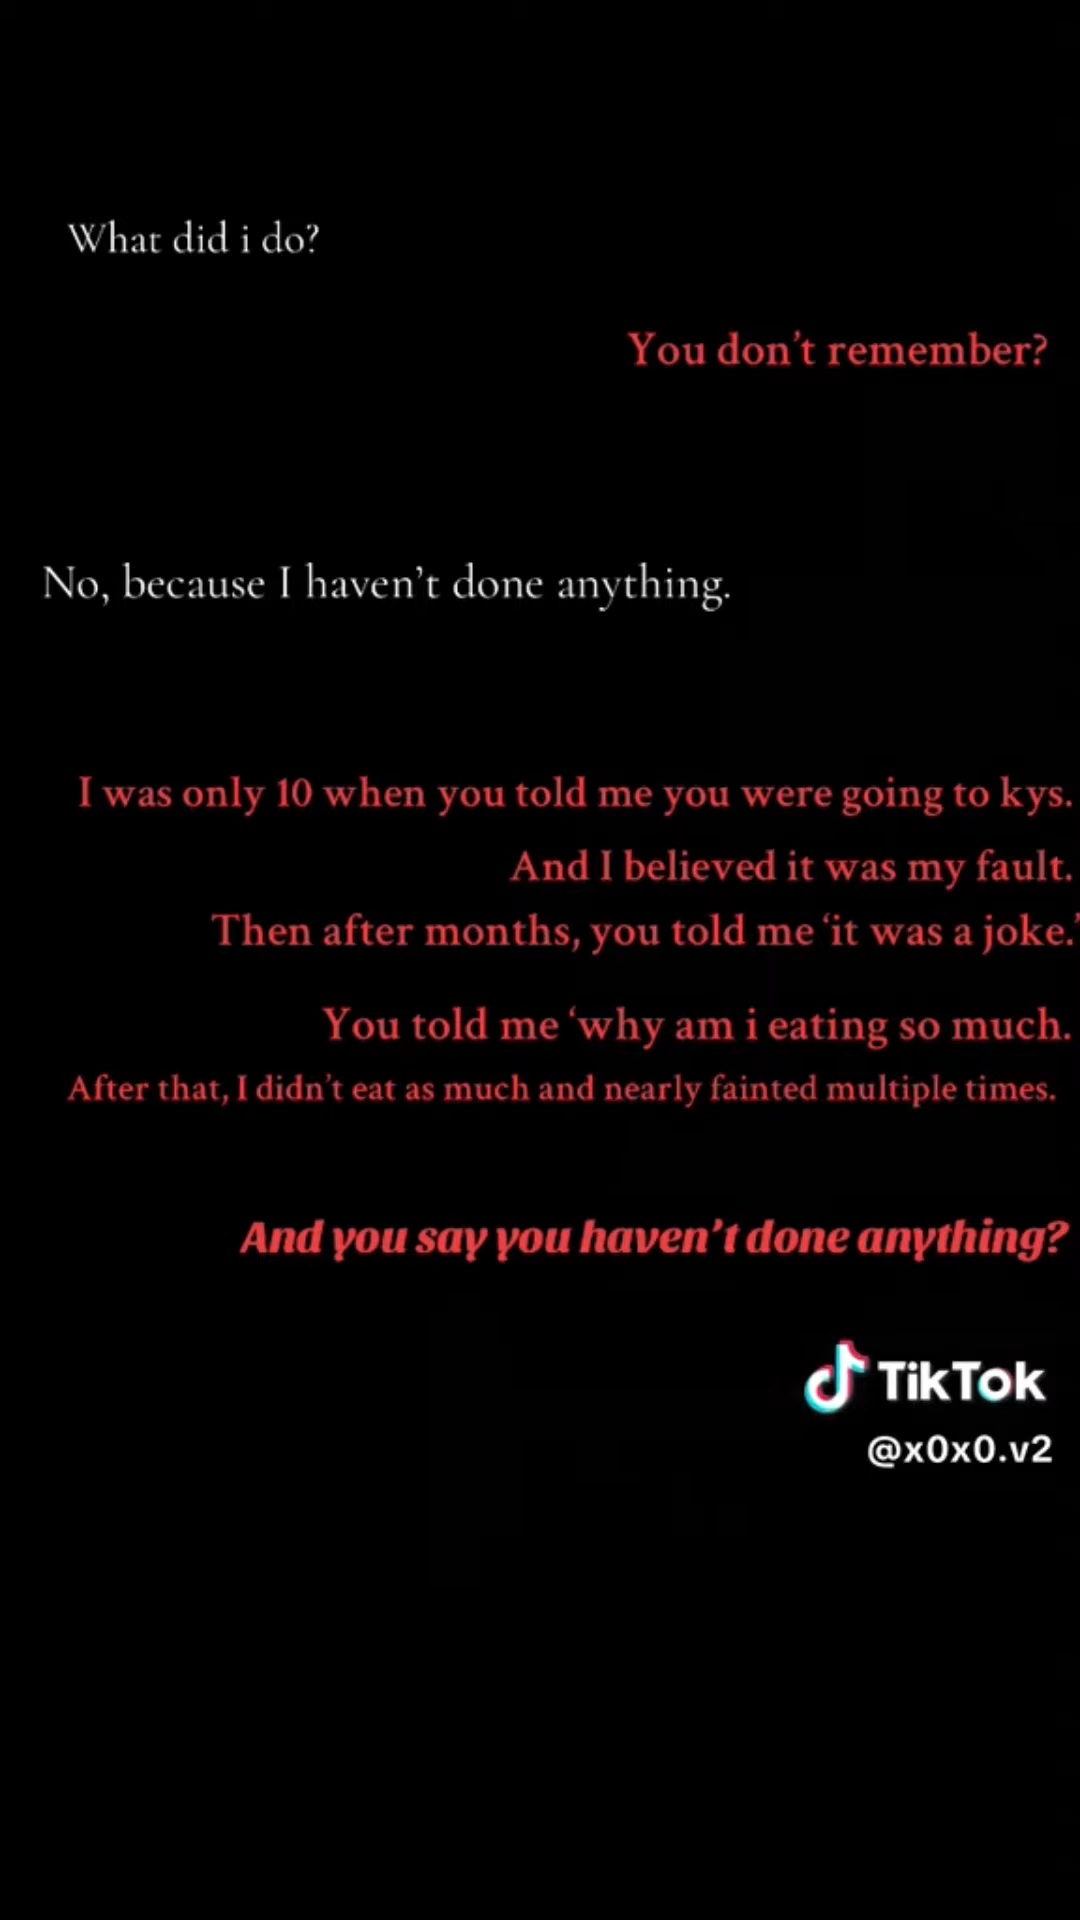 What did i do?
You don’t remember?
No, because I haven’t done anything.
I was only 10 when you told me you were going to kys.
And I believed it was my fault.
Then after months, you told me ‘it was a joke.’
You told me ‘why am i eating so much.
After that, I didn’t eat as much and nearly fainted multiple times.
And you say you haven’t done anything?
TikTok
@x0x0.v2